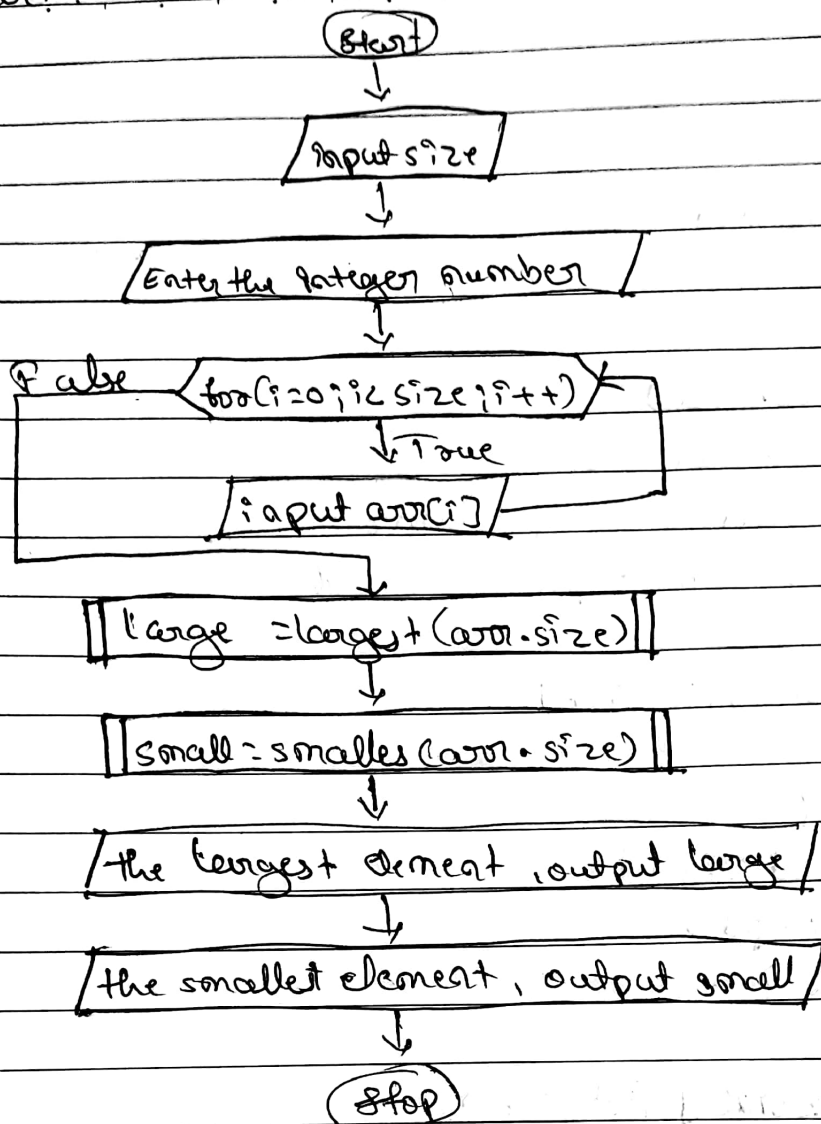 Start
input size
Enter the integer number
False
for(i=0;i< size;i++)
True
input arr[i]
large =largest (arr.size)
small=smalles (arr.size)
the largest element, output large
the smallest element, output small
Stop